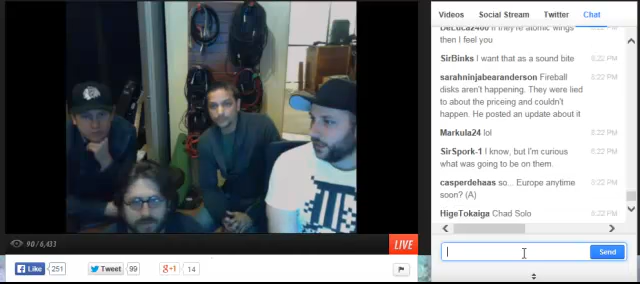 Videos Social Stream Twitter Chat
DeLuca2400 If they're atomic wings
then I feel you
SirBinks I want that as a sound bite 6:22 PM
sarahninjabearanderson Fireball 6:22 PM
disks aren't happening. They were lied
to about the priceing and couldn't
happen. He posted an update about it
Markula24 lol 6:22 PM
SirSpork-1 I know, but I'm curious 6:22 PM
what was going to be on them.
casperdehaas so... Europe anytime 6:22 PM
soon? (A)
HigeTokaiga Chad Solo 6:22 PM
Send
90 / 6,433 LIVE
Like 251 Tweet 99 g+1 14